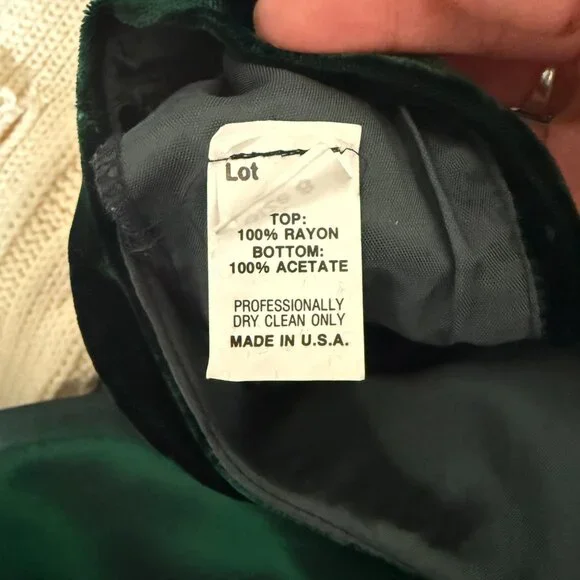 Lot
TOP:
100% RAYON
BOTTOM:
100% ACETATE
PROFESSIONALLY
DRY CLEAN ONLY
MADE IN U.S.A.